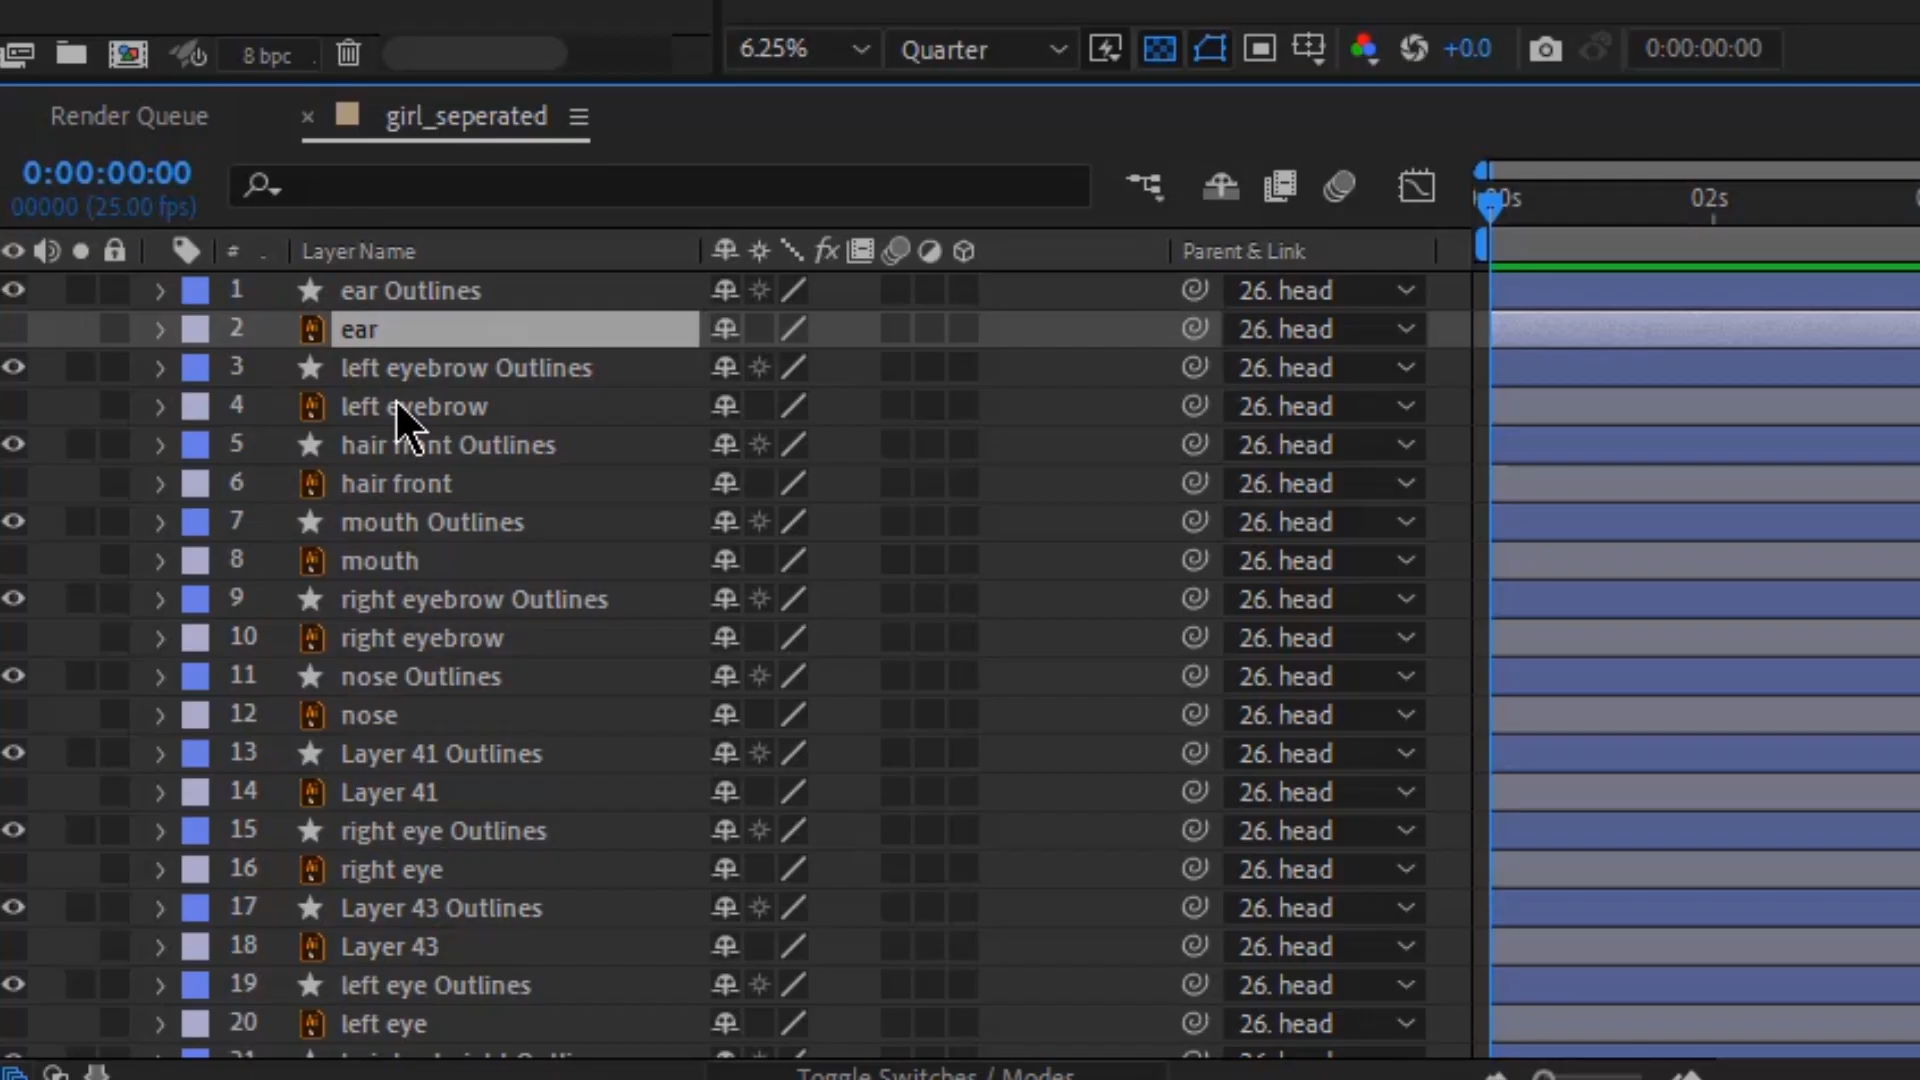 8 bpc
6.25%
Quarter
+0.0
0:00:00:00
Render Queue
girl_seperated
0:00:00:00
00000 (25.00 fps)
02s
# . Layer Name
fx
Parent & Link
1 ear Outlines 26. head
2 ear 26. head
3 left eyebrow Outlines 26. head
4 left eyebrow 26. head
5 hair front Outlines 26. head
6 hair front 26. head
7 mouth Outlines 26. head
8 mouth 26. head
9 right eyebrow Outlines 26. head
10 right eyebrow 26. head
11 nose Outlines 26. head
12 nose 26. head
13 Layer 41 Outlines 26. head
14 Layer 41 26. head
15 right eye Outlines 26. head
16 right eye 26. head
17 Layer 43 Outlines 26. head
18 Layer 43 26. head
19 left eye Outlines 26. head
20 left eye 26. head
Toggle Switches / Modes